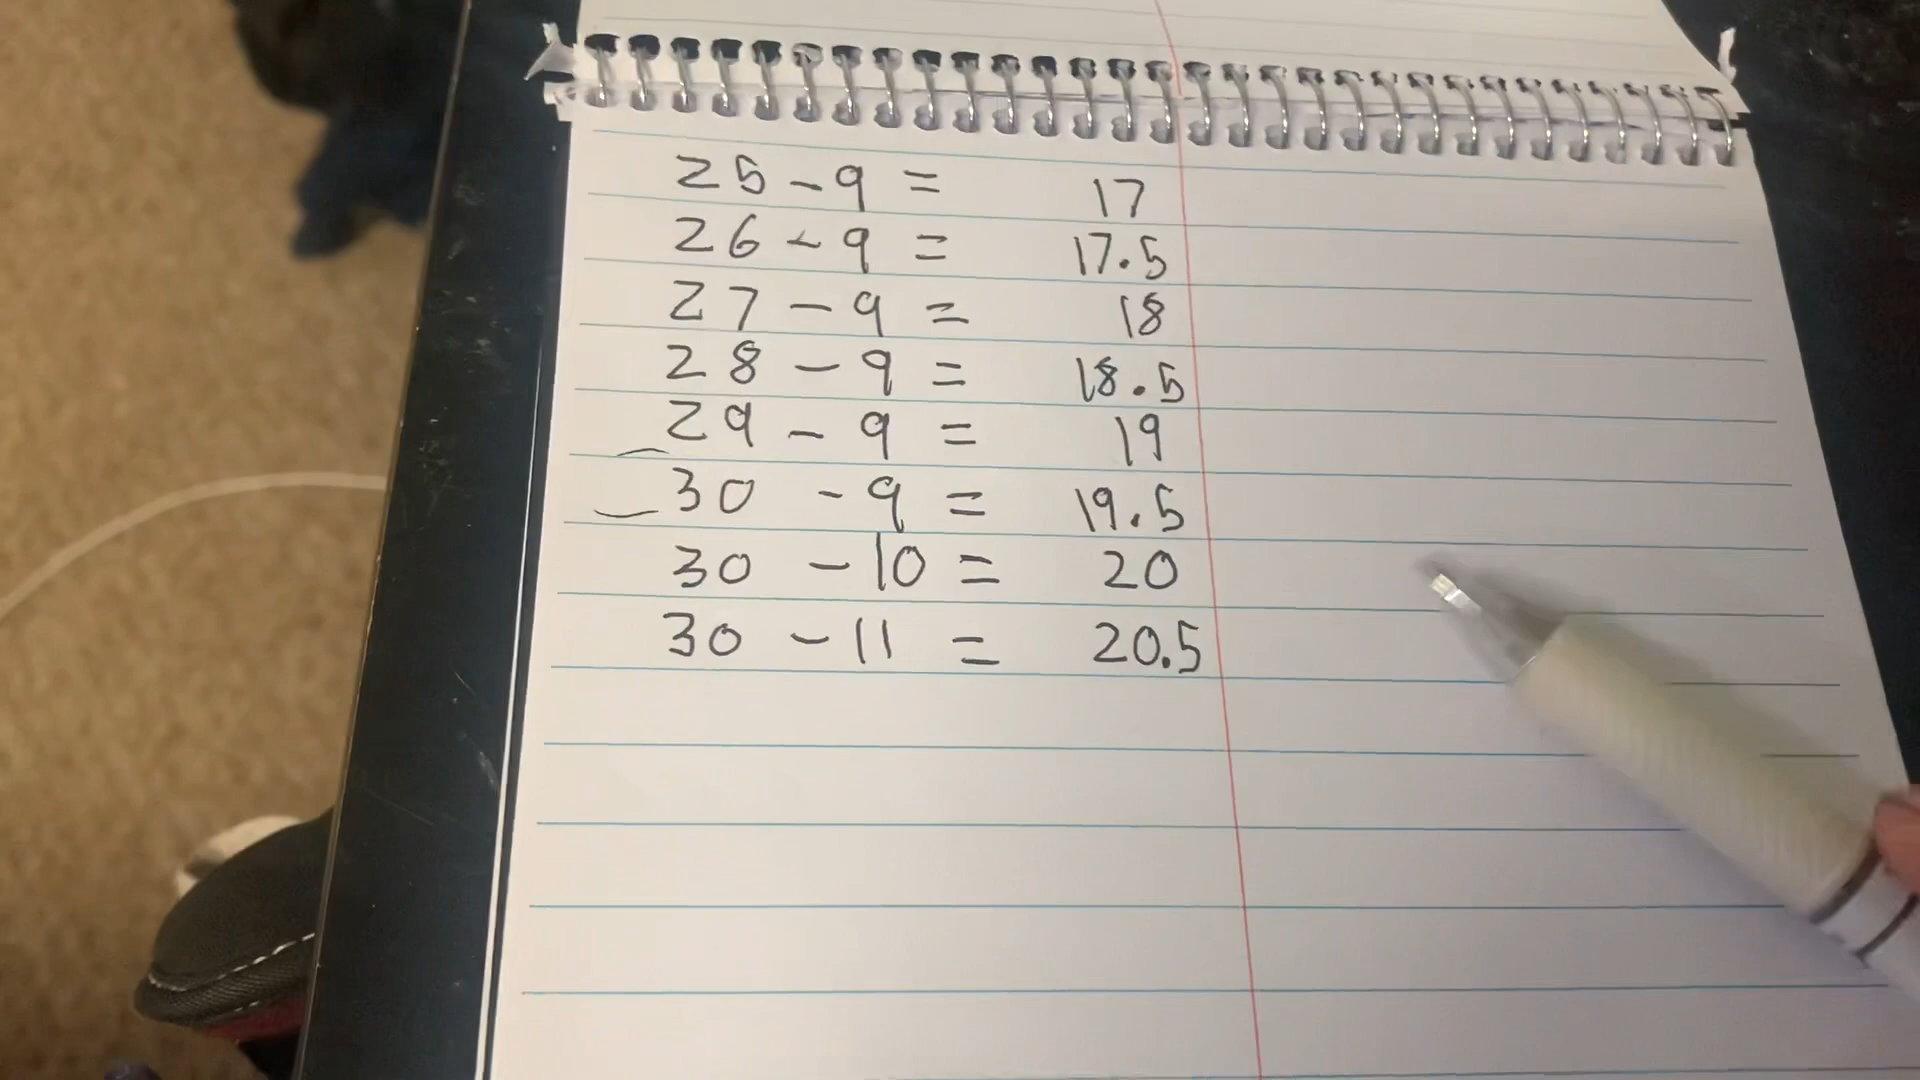 25 - 9 = 17
26 - 9 = 17.5
27 - 9 = 18
28 - 9 = 18.5
29 - 9 = 19
30 - 9 = 19.5
30 - 10 = 20
30 - 11 = 20.5